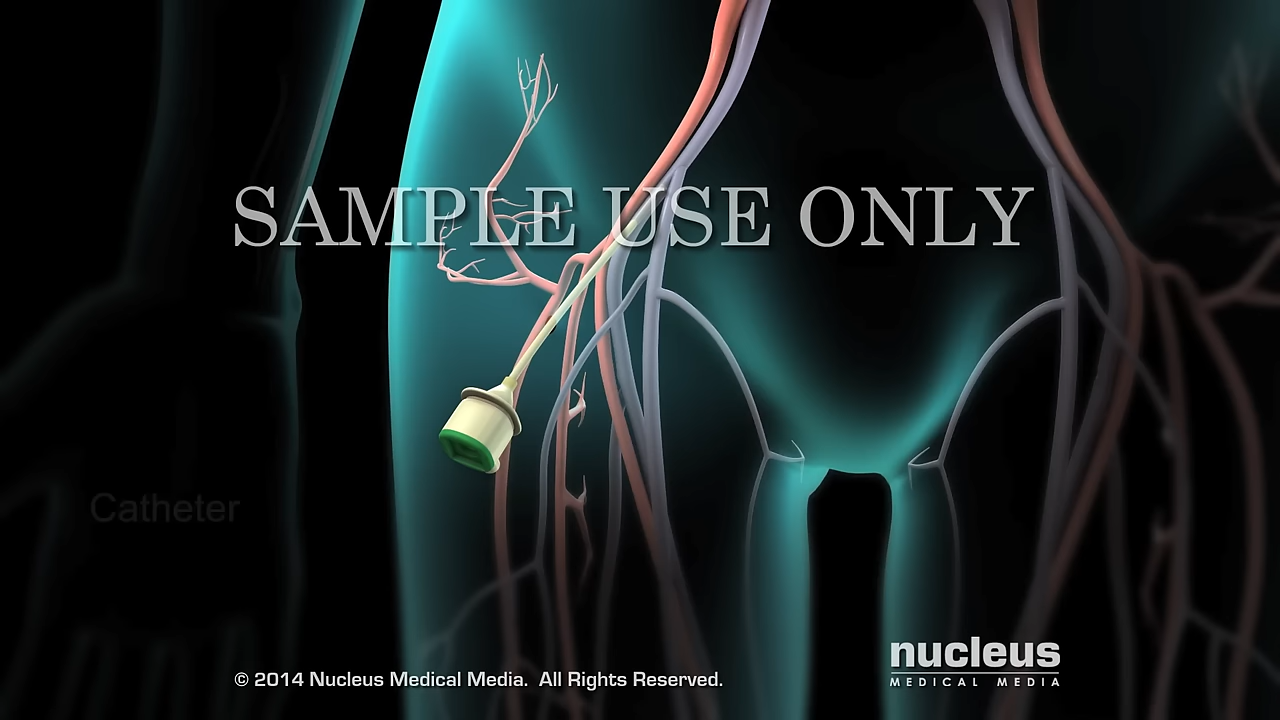 SAMPLE USE ONLY
Catheter
nucleus
MEDICAL MEDIA
© 2014 Nucleus Medical Media. All Rights Reserved.